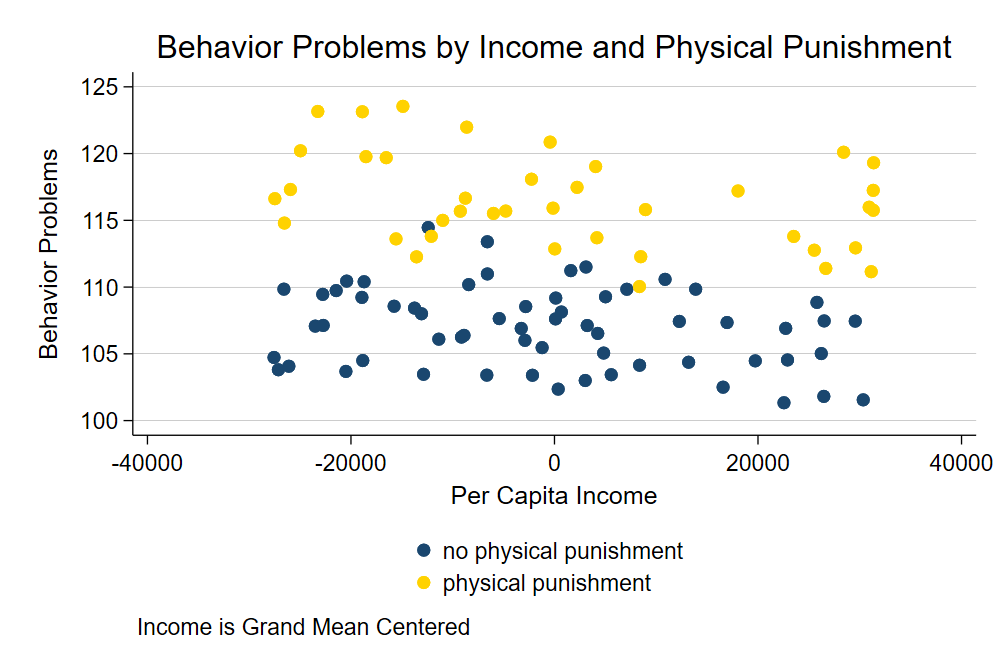 Behavior Problems by Income and Physical Punishment
Behavior Problems
125
120
115
110
105
100
-40000 -20000 0 20000 40000
Per Capita Income
no physical punishment
physical punishment
Income is Grand Mean Centered